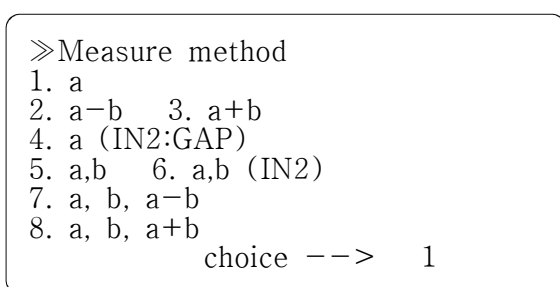 ≫Measure method
1. a
2. a−b 3. a+b
4. a (IN2:GAP)
5. a,b 6. a,b (IN2)
7. a, b, a−b
8. a, b, a+b
choice −−> 1